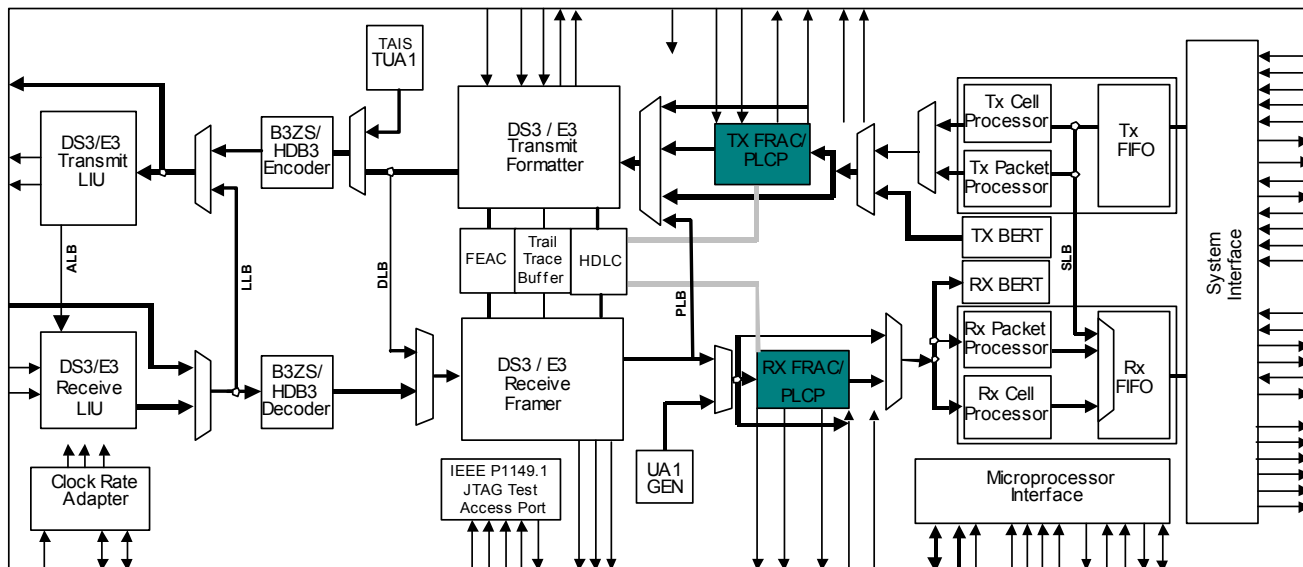 TAIS
TUA1
DS3/E3
Transmit
LIU
B3ZS/
HDB3
Encoder
DS3 / E3
Transmit
Formatter
TX FRAC/
PLCP
Tx Cell
Processor
Tx Packet
Processor
Tx
FIFO
TX BERT
RX BERT
System
Interface
ALB
LLB
DLB
FEAC
Trail
Trace
Buffer
HDLC
PLB
SLB
DS3/E3
Receive
LIU
B3ZS/
HDB3
Decoder
DS3 / E3
Receive
Framer
RX FRAC/
PLCP
Rx Packet
Processor
Rx Cell
Processor
Rx
FIFO
Clock Rate
Adapter
IEEE P1149.1
JTAG Test
Access Port
UA1
GEN
Microprocessor
Interface